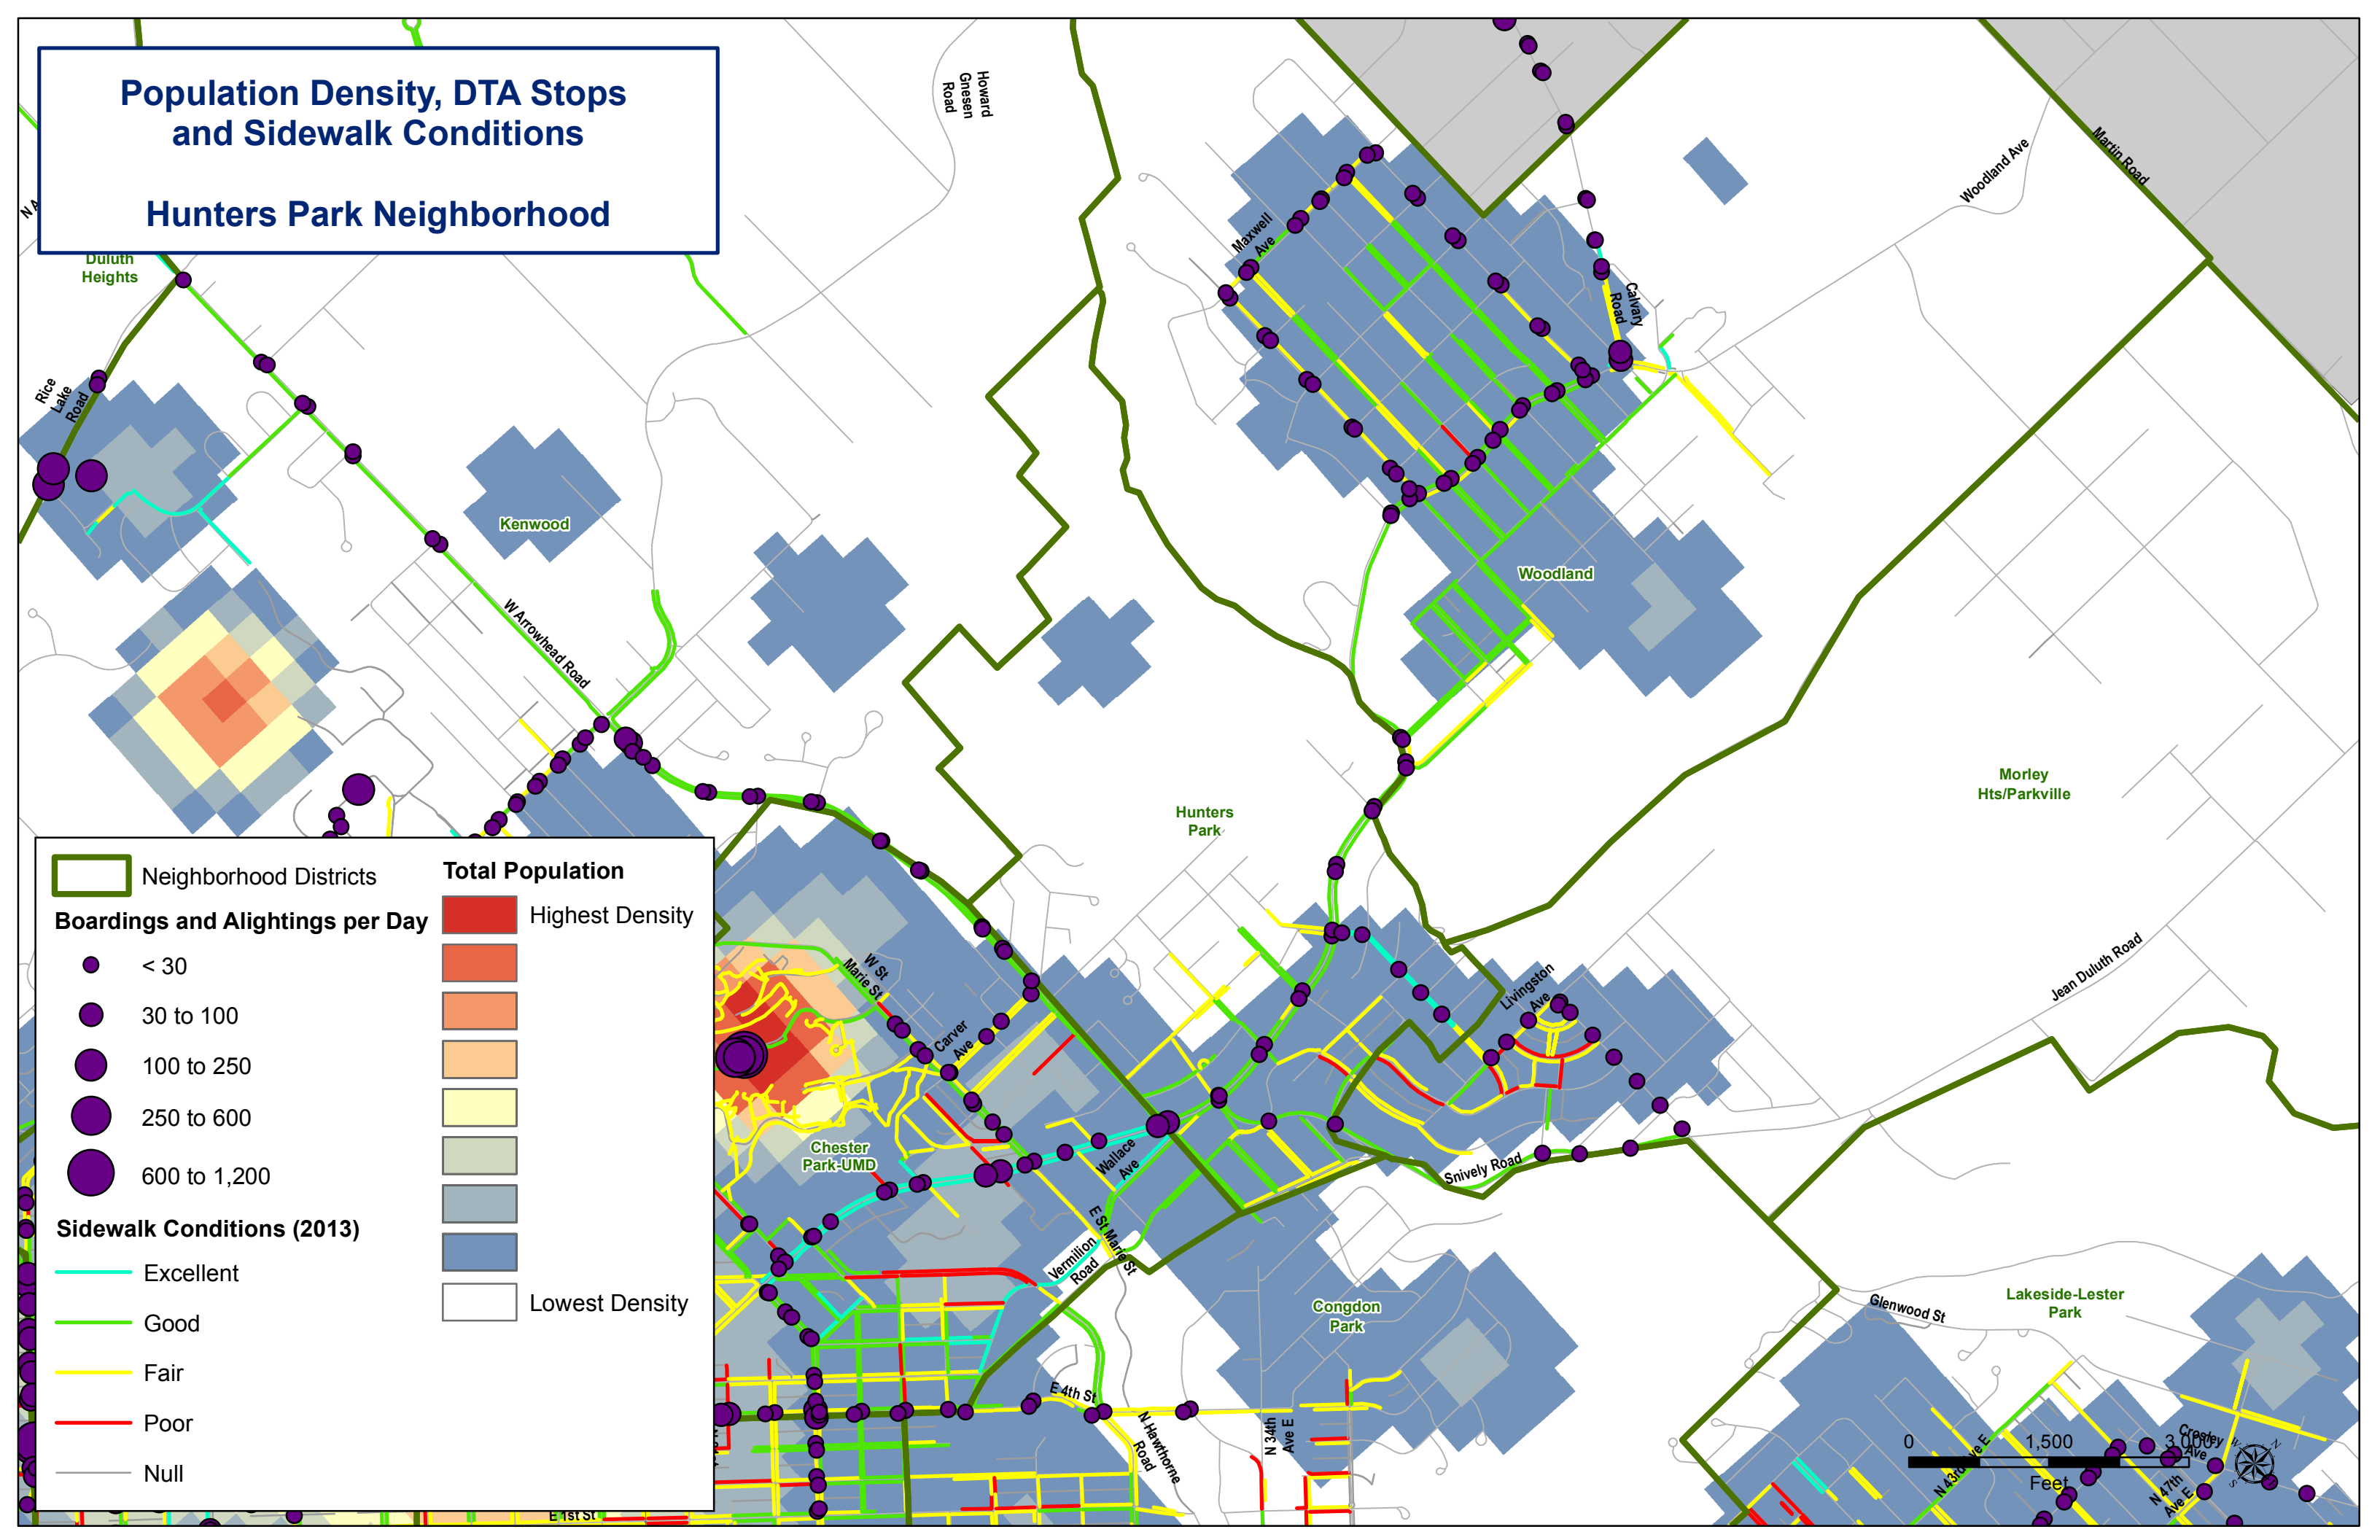 Population Density, DTA Stops
and Sidewalk Conditions
Hunters Park Neighborhood
Howard
Gnesen
Road
Woodland Ave
Martin Road
N A
Duluth
Heights
Maxwell
Ave
Calvary
Road
Rice
Lake
Road
Kenwood
Woodland
W Arrowhead Road
Hunters
Park
Morley
Hts/Parkville
Neighborhood Districts
Boardings and Alightings per Day
< 30
30 to 100
100 to 250
250 to 600
600 to 1,200
Sidewalk Conditions (2013)
Excellent
Good
Fair
Poor
Null
Total Population
Highest Density
Lowest Density
W St
Marie St
Carver
Ave
Livingston
Ave
Jean Duluth Road
Chester
Park-UMD
Wallace
Ave
Snively Road
E St Marie St
Vermilion
Road
Congdon
Park
Glenwood St
Lakeside-Lester
Park
E 4th St
N Hawthorne
Road
N 34th
Ave E
N 43rd Ave E
Crosley
Ave
N 47th
Ave E
0 1,500 3,000
Feet
E 1st St